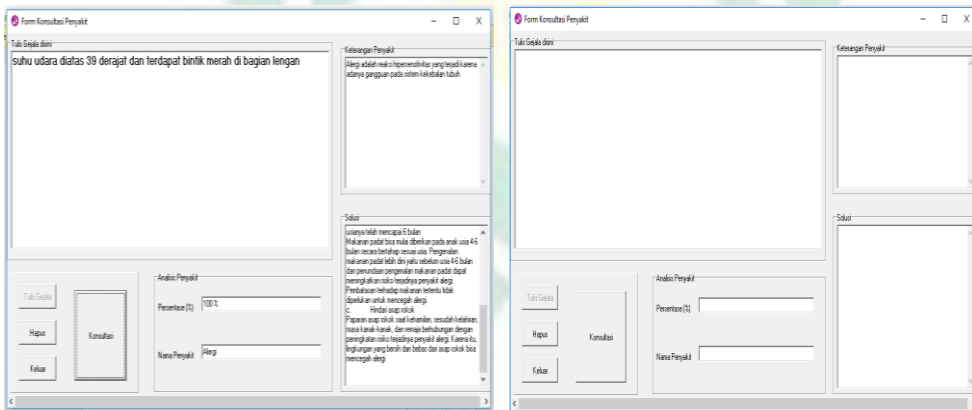 Form Konsultasi Penyakit
Tulis Gejala disini
suhu udara diatas 39 derajat dan terdapat bintik merah di bagian lengan
Keterangan Penyakit
Alergi adalah reaksi hipersensitivitas yang terjadi karena
adanya gangguan pada sistem kekebalan tubuh
Solusi
usianya telah mencapai 6 bulan
Makanan padat bisa mulai diberikan pada anak usia 4-6
bulan secara bertahap sesuai usia. Pengenalan
makanan padat lebih dini yaitu sebelum usia 4-6 bulan
dan penundaan pengenalan makanan padat dapat
meningkatkan risiko terjadinya penyakit alergi.
Pembatasan terhadap makanan tertentu tidak
diperlukan untuk mencegah alergi.
c. Hindari asap rokok
Paparan asap rokok saat kehamilan, sesudah kelahiran,
masa kanak-kanak, dan remaja berhubungan dengan
peningkatan risiko terjadinya penyakit alergi. Karena itu,
lingkungan yang bersih dan bebas dari asap rokok bisa
mencegah alergi
Tulis Gejala
Hapus
Keluar
Konsultasi
Analisis Penyakit
Persentase (%) 100 %
Nama Penyakit Alergi
Form Konsultasi Penyakit
Tulis Gejala disini
Keterangan Penyakit
Solusi
Tulis Gejala
Hapus
Keluar
Konsultasi
Analisis Penyakit
Persentase (%)
Nama Penyakit